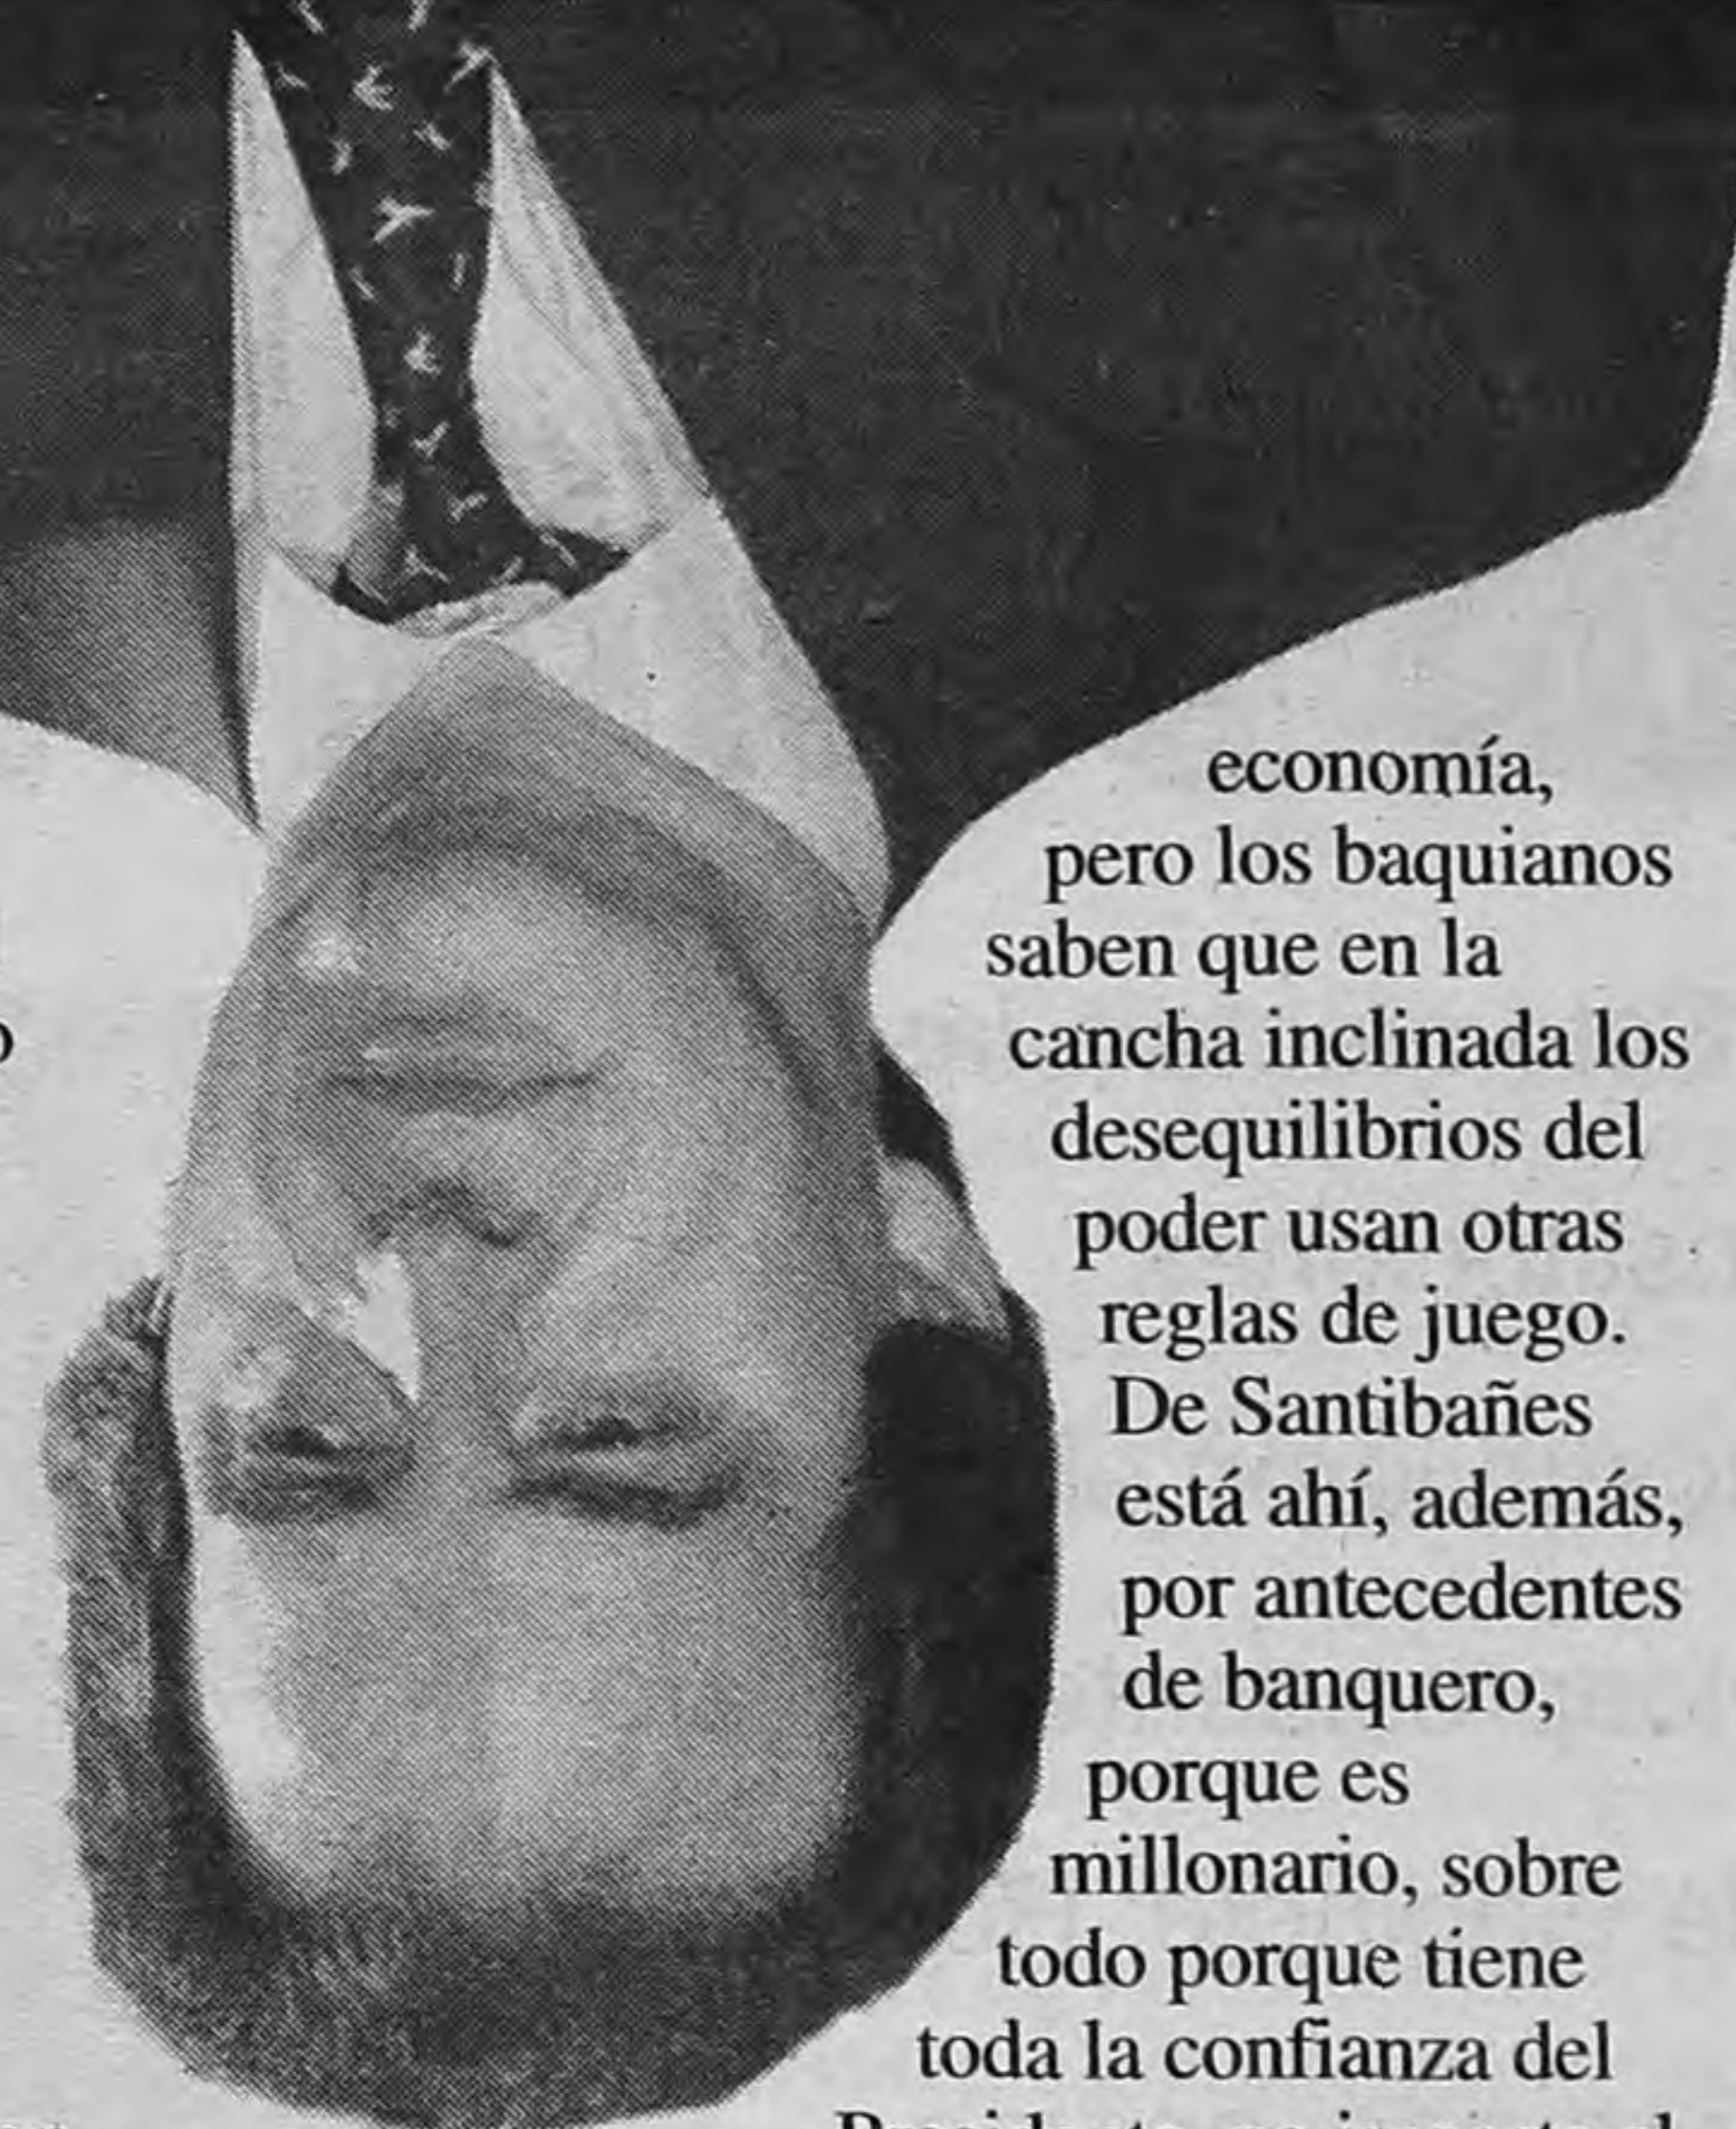 economía,
pero los baquianos
saben que en la
cancha inclinada los
desequilibrios del
poder usan otras
reglas de juego.
De Santibañes
está ahí, además,
por antecedentes
de banquero,
porque es
millonario, sobre
todo porque tiene
toda la confianza del